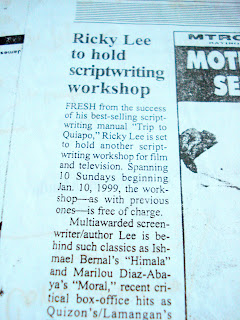 Ricky Lee
to hold
scriptwriting
workshop
FRESH from the success
of his best-selling script-
writing manual "Trip to
Quiapo," Ricky Lee is set
to hold another script-
writing workshop for film
and television. Spanning
10 Sundays beginning
Jan. 10, 1999, the work-
shop—as with previous
ones—is free of charge.
Multiawarded screen-
writer/author Lee is be-
hind such classics as Ish-
mael Bernal's "Himala"
and Marilou Diaz-Aba-
ya's "Moral," recent cri-
tical box-office hits as
Quizon's/Lamangan's
MTRC
MOT
SE
James